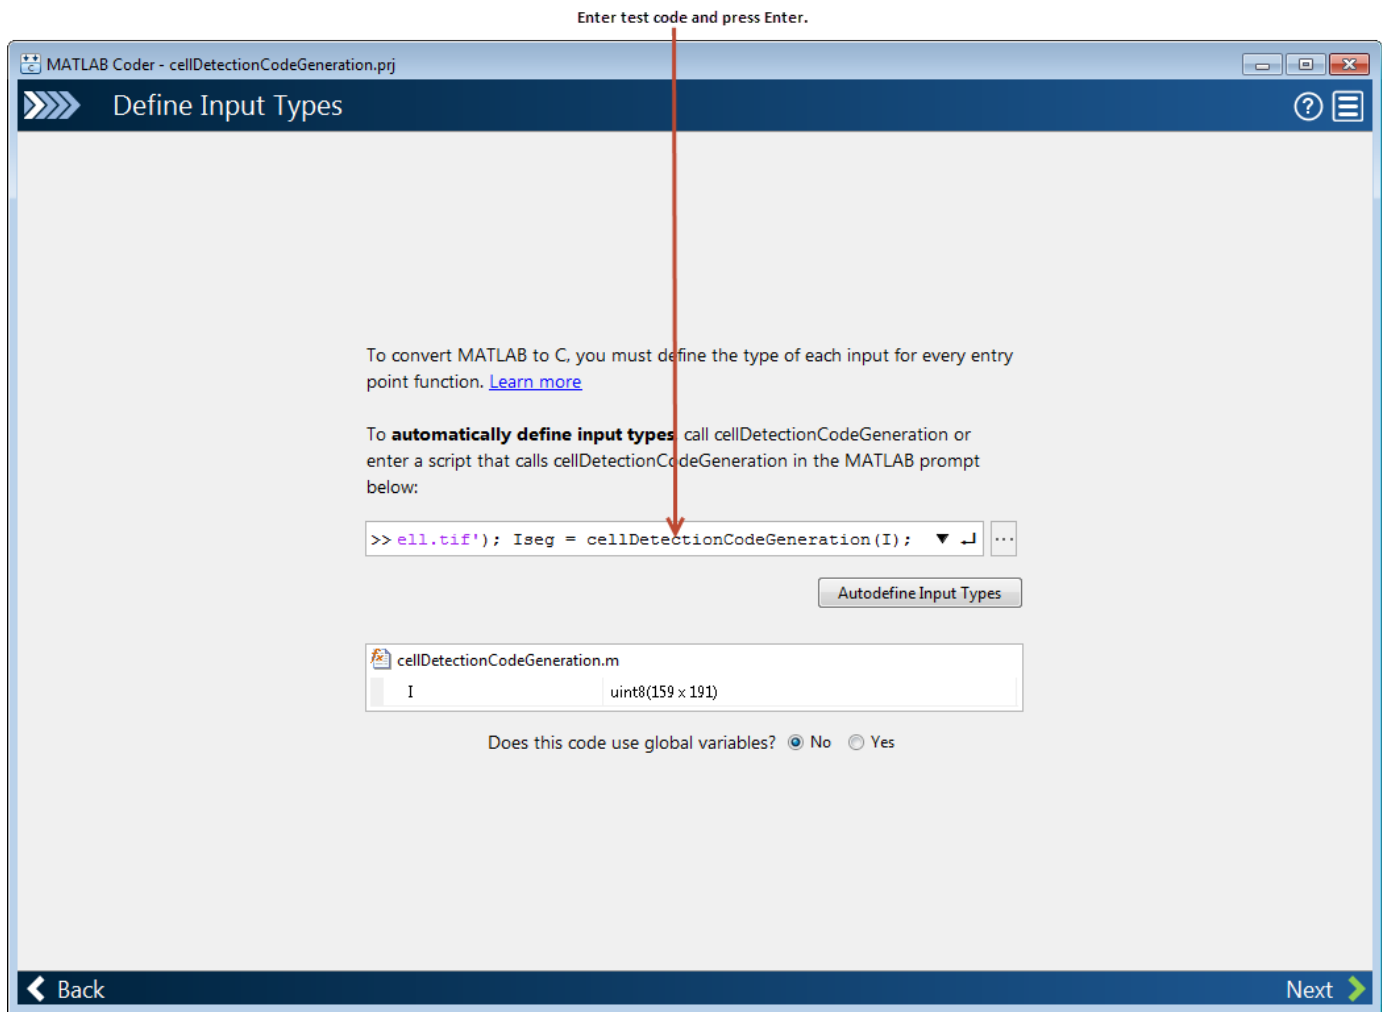 Enter test code and press Enter.
MATLAB Coder - cellDetectionCodeGeneration.prj
Define Input Types
To convert MATLAB to C, you must define the type of each input for every entry
point function. Learn more
To automatically define input types, call cellDetectionCodeGeneration or
enter a script that calls cellDetectionCodeGeneration in the MATLAB prompt
below:
>> ell.tif'); Iseg = cellDetectionCodeGeneration(I);
Autodefine Input Types
cellDetectionCodeGeneration.m
I uint8(159 x 191)
Does this code use global variables? No Yes
Back Next